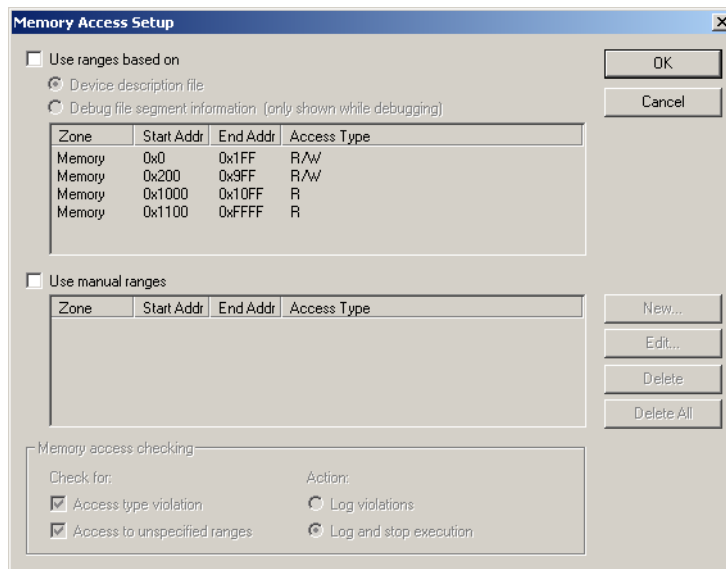 Memory Access Setup
Use ranges based on
OK
Device description file
Debug file segment information (only shown while debugging)
Cancel
Zone Start Addr End Addr Access Type
Memory 0x0 0x1FF R/W
Memory 0x200 0x9FF R/W
Memory 0x1000 0x10FF R
Memory 0x1100 0xFFFF R
Use manual ranges
Zone Start Addr End Addr Access Type
New...
Edit...
Delete
Delete All
Memory access checking
Check for: Action:
Access type violation Log violations
Access to unspecified ranges Log and stop execution